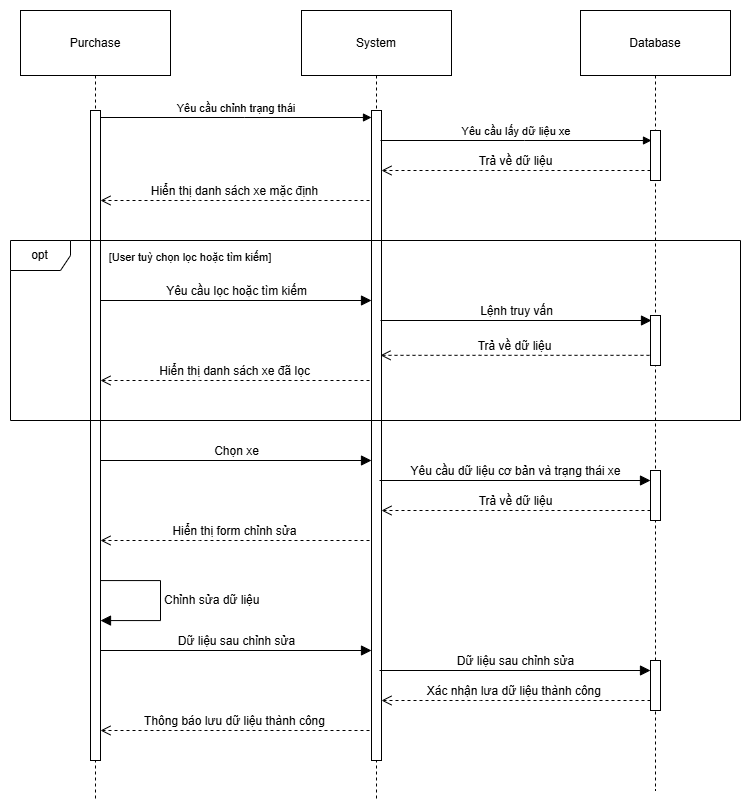 Purchase
System
Database
Yêu cầu chỉnh trạng thái
Yêu cầu lấy dữ liệu xe
Trả về dữ liệu
Hiển thị danh sách xe mặc định
opt
[User tuỳ chọn lọc hoặc tìm kiếm]
Yêu cầu lọc hoặc tìm kiếm
Lệnh truy vấn
Trả về dữ liệu
Hiển thị danh sách xe đã lọc
Chọn xe
Yêu cầu dữ liệu cơ bản và trạng thái xe
Trả về dữ liệu
Hiển thị form chỉnh sửa
Chỉnh sửa dữ liệu
Dữ liệu sau chỉnh sửa
Dữ liệu sau chỉnh sửa
Xác nhận lưa dữ liệu thành công
Thông báo lưu dữ liệu thành công